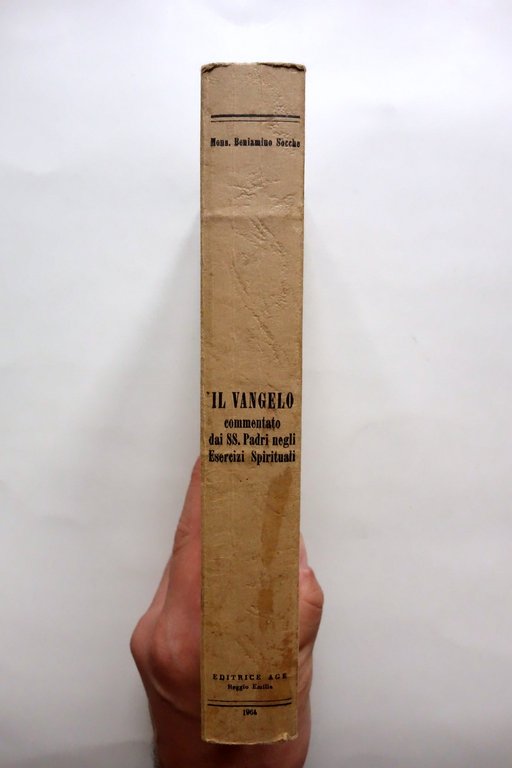 Mons. Beniamino Socche
IL VANGELO
commentato
dai SS. Padri negli
Esercizi Spirituali
EDITRICE AGE
Reggio Emilia
1964